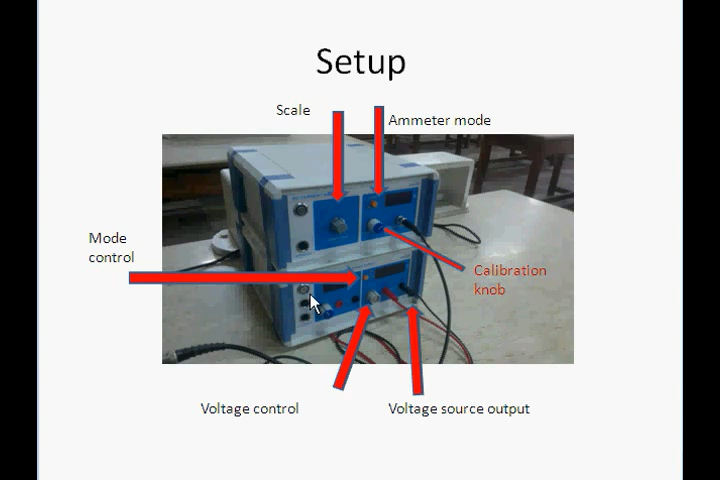 Setup
Scale
Ammeter mode
Mode
control
Calibration
knob
Voltage control
Voltage source output